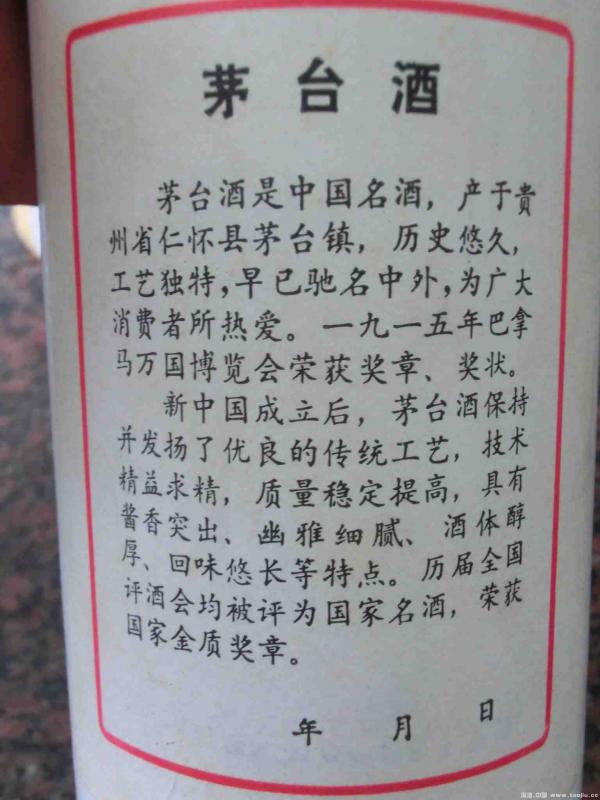 茅台酒
茅台酒是中国名酒，产于贵
州省仁怀县茅台镇，历史悠久，
工艺独特，早已驰名中外，为广大
消费者所热爱。一九一五年巴拿
马万国博览会荣获奖章、奖状。
新中国成立后，茅台酒保持
并发扬了优良的传统工艺，技术
精益求精，质量稳定提高，具有
酱香突出、幽雅细腻、酒体醇
厚、回味悠长等特点。历届全国
评酒会均被评为国家名酒，荣获
国家金质奖章。
年 月 日
淘酒.中国 www.taojiu.cc